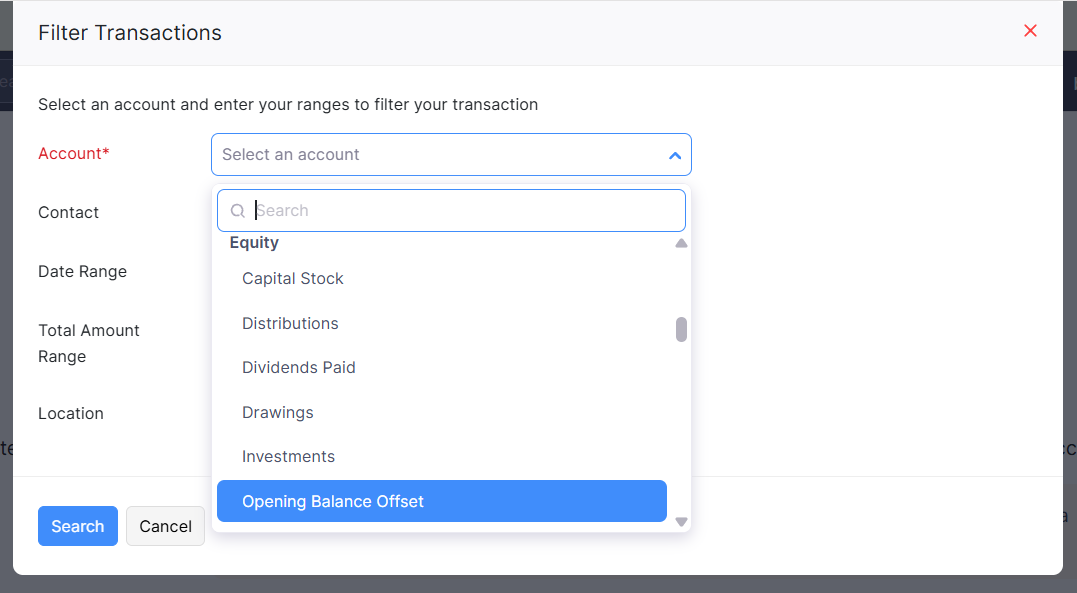 Filter Transactions
Select an account and enter your ranges to filter your transaction
Account*
Select an account
Search
Contact
Equity
Capital Stock
Date Range
Distributions
Total Amount
Range
Dividends Paid
Location
Drawings
Investments
Opening Balance Offset
Search
Cancel